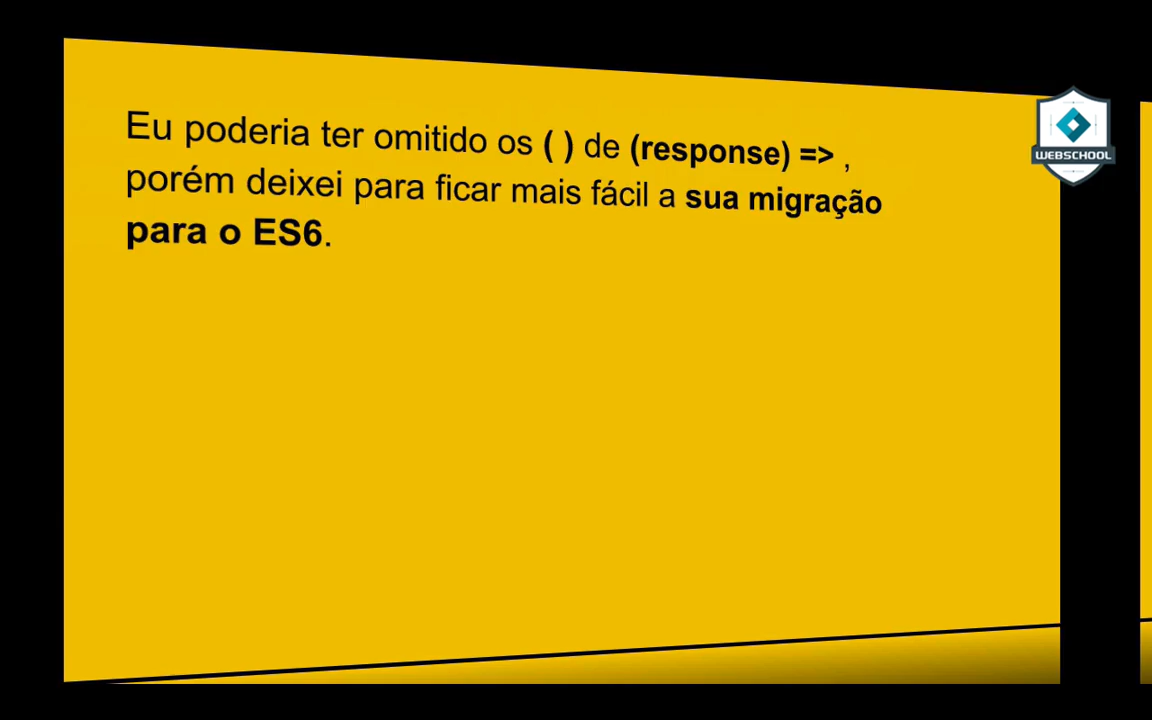 Eu poderia ter omitido os ( ) de (response) => ,
porém deixei para ficar mais fácil a sua migração
para o ES6.
WEBSCHOOL